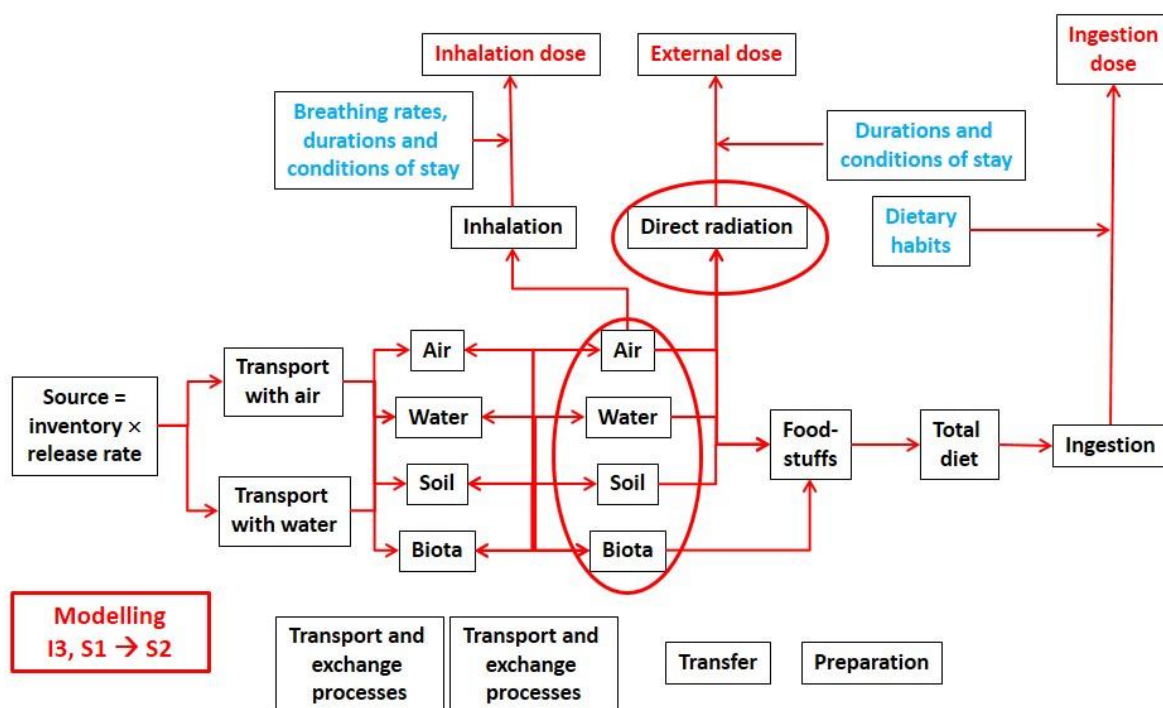 Inhalation dose
External dose
Ingestion
dose
Breathing rates,
durations and
conditions of stay
Durations and
conditions of stay
Inhalation
Direct radiation
Dietary
habits
Source =
inventory ×
release rate
Transport
with air
Transport
with water
Air
Water
Soil
Biota
Air
Water
Soil
Biota
Food-
stuffs
Total
diet
Ingestion
Modelling
I3, S1 → S2
Transport and
exchange
processes
Transport and
exchange
processes
Transfer
Preparation